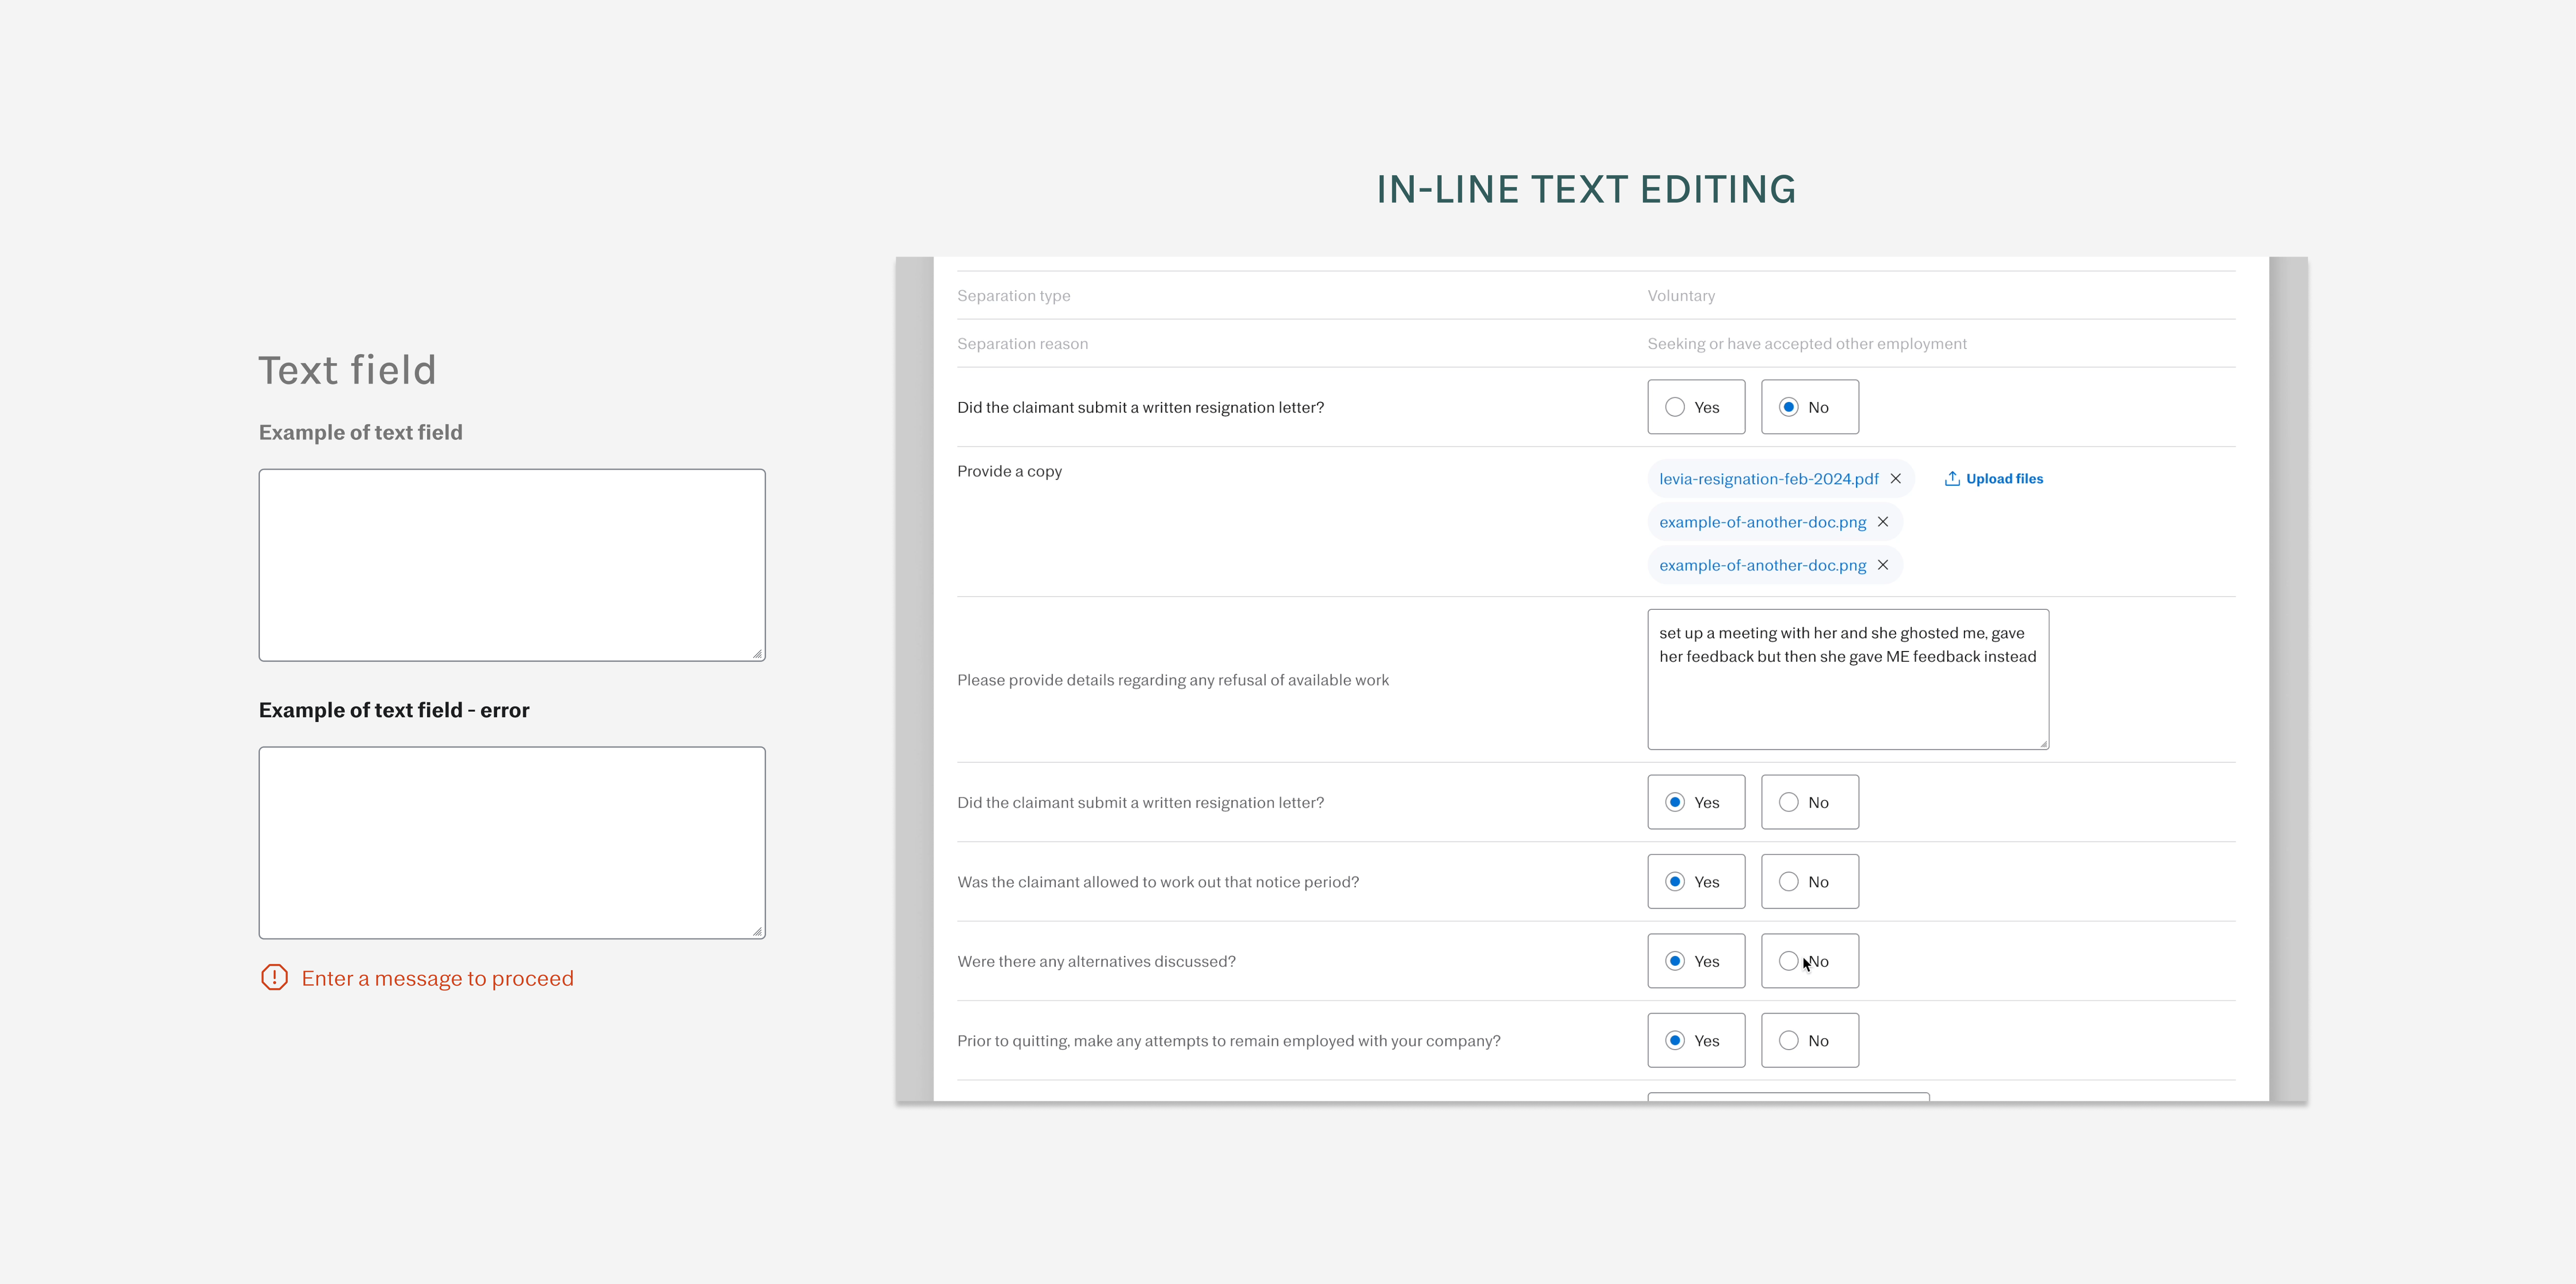 IN-LINE TEXT EDITING
Text field
Example of text field
Example of text field - error
Enter a message to proceed
Separation type Voluntary
Separation reason Seeking or have accepted other employment
Did the claimant submit a written resignation letter? Yes No
Provide a copy levia-resignation-feb-2024.pdf Upload files
example-of-another-doc.png
example-of-another-doc.png
set up a meeting with her and she ghosted me, gave
her feedback but then she gave ME feedback instead
Please provide details regarding any refusal of available work
Did the claimant submit a written resignation letter? Yes No
Was the claimant allowed to work out that notice period? Yes No
Were there any alternatives discussed? Yes No
Prior to quitting, make any attempts to remain employed with your company? Yes No